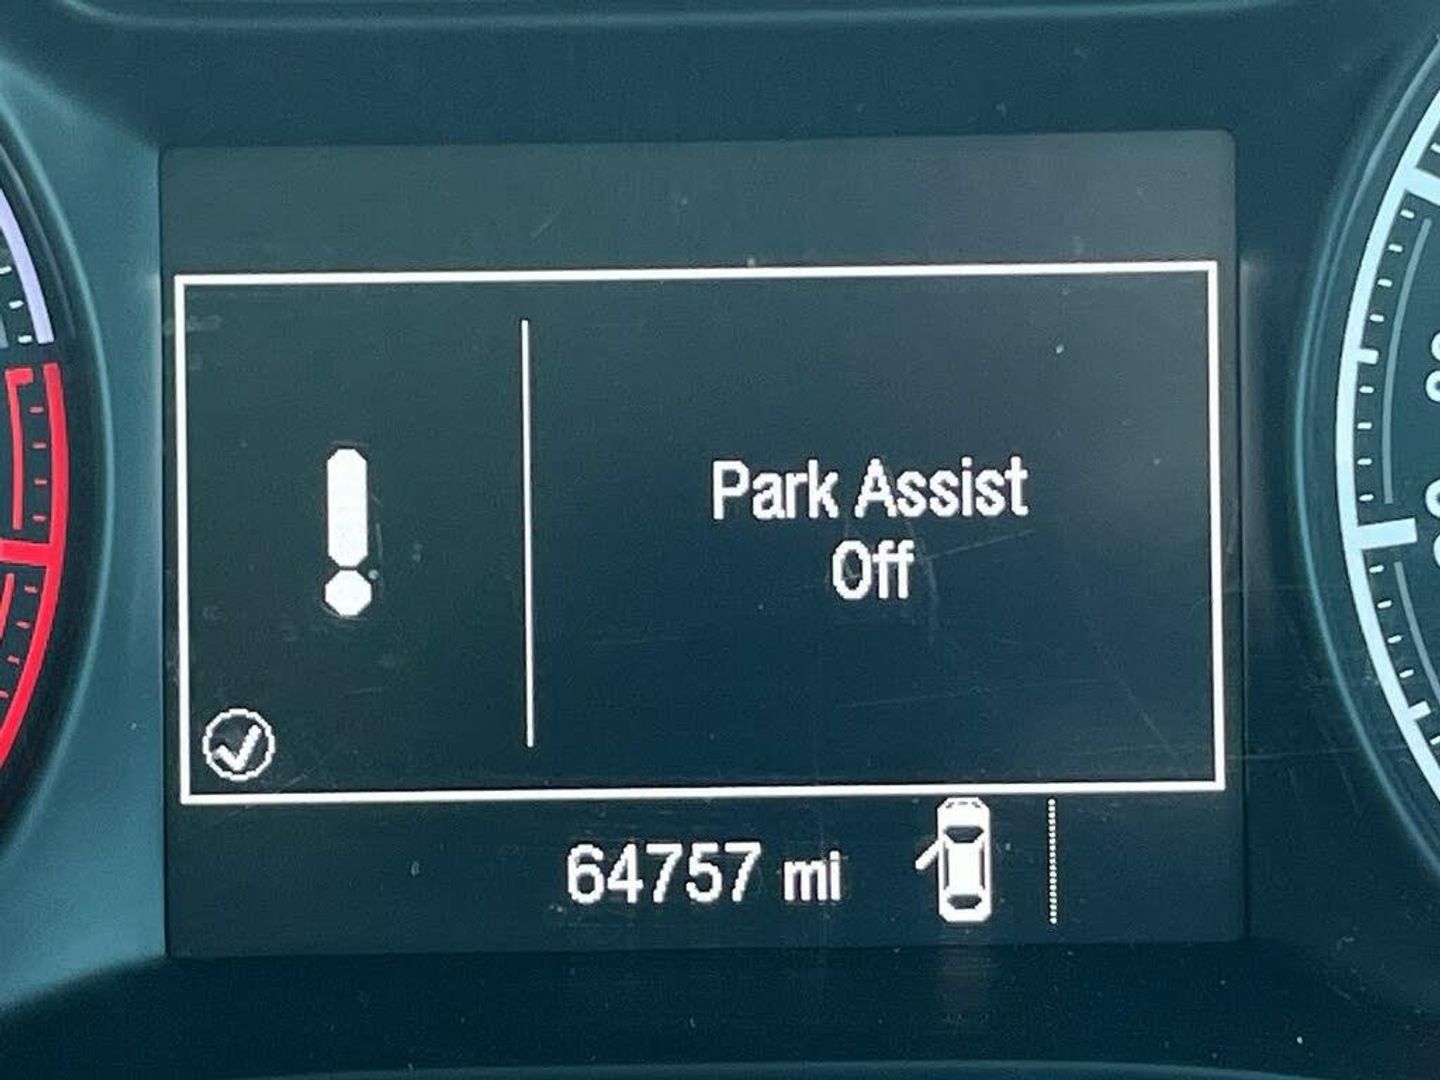 Park Assist
Off
64757 mi